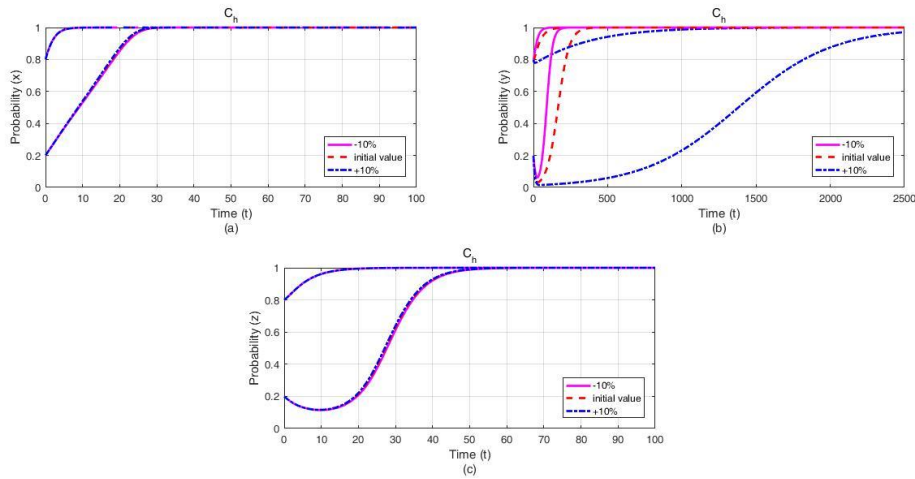 C_h
Probability (x)
1
0.8
0.6
0.4
0.2
0
-10%
initial value
+10%
0 10 20 30 40 50 60 70 80 90 100
Time (t)
(a)
C_h
Probability (y)
1
0.8
0.6
0.4
0.2
0
-10%
initial value
+10%
0 500 1000 1500 2000 2500
Time (t)
(b)
C_h
Probability (z)
1
0.8
0.6
0.4
0.2
0
-10%
initial value
+10%
0 10 20 30 40 50 60 70 80 90 100
Time (t)
(c)